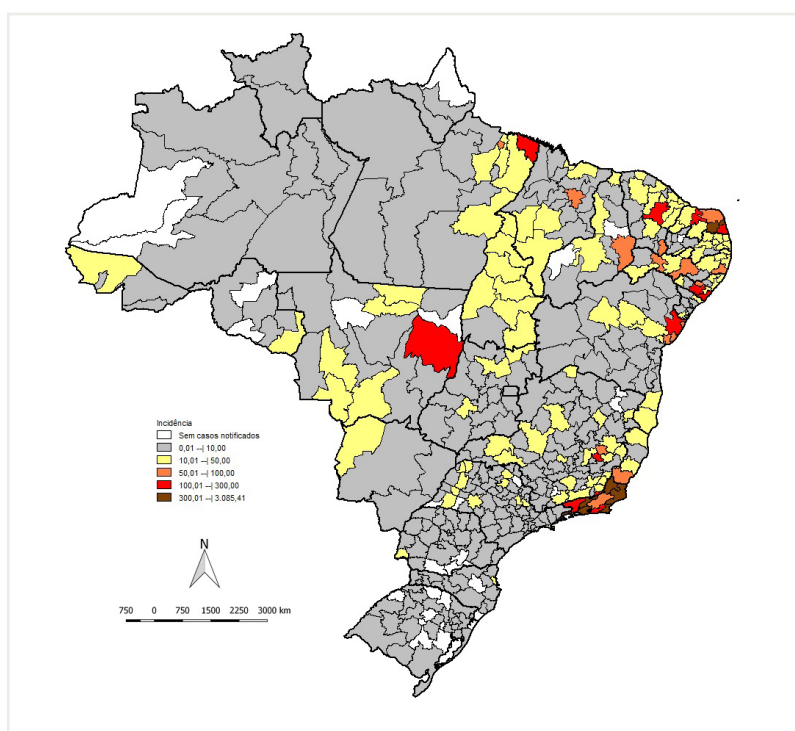 Incidência
Sem casos notificados
0,01 --| 10,00
10,01 --| 50,00
50,01 --| 100,00
100,01 --| 300,00
300,01 --| 3.085,41
N
750 0 750 1500 2250 3000 km